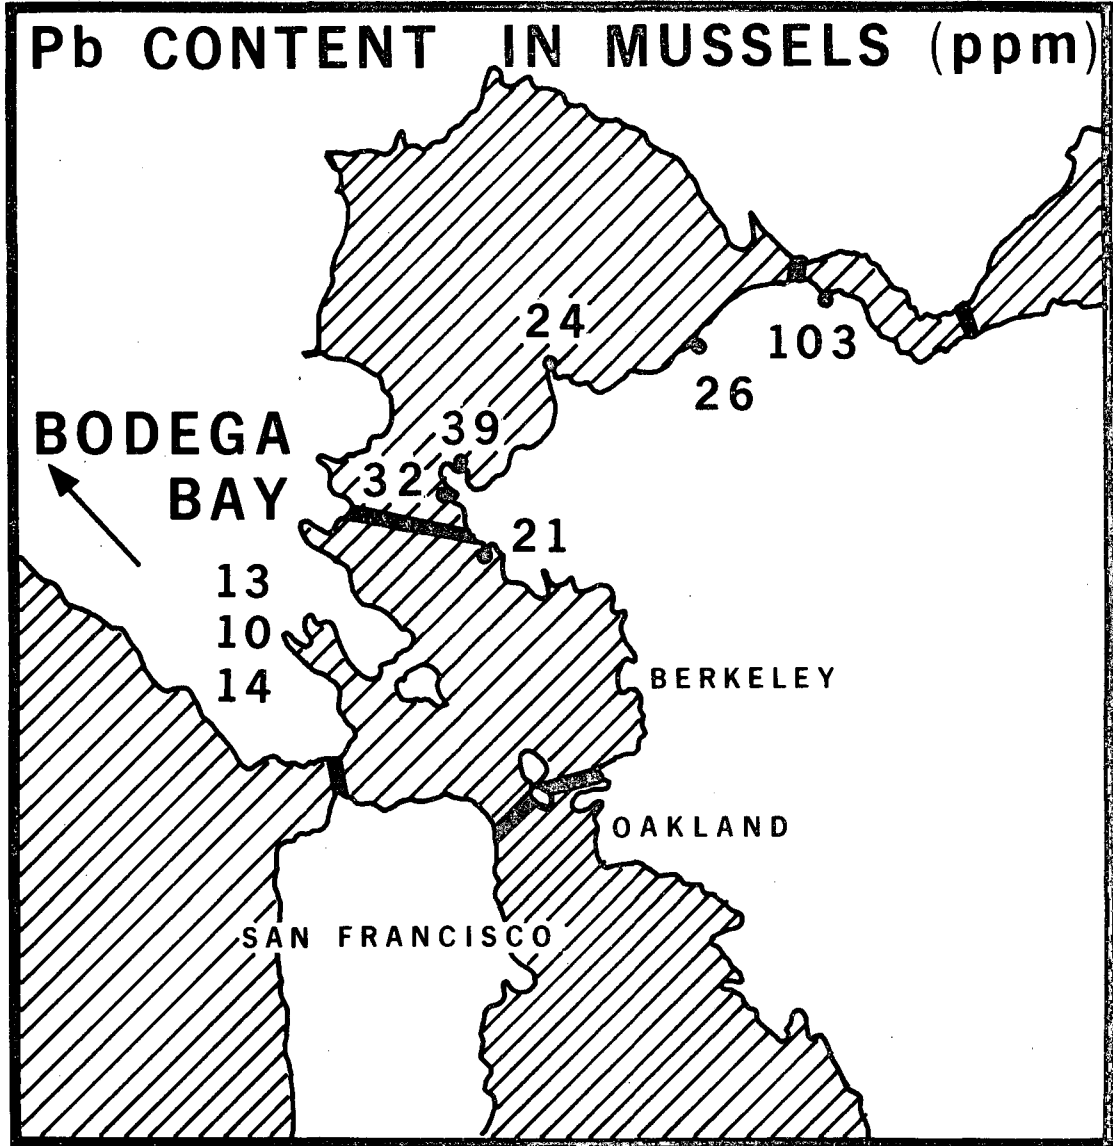 Pb CONTENT IN MUSSELS (ppm)
24
103
26
BODEGA
BAY
39
32
21
13
10
14
BERKELEY
OAKLAND
SAN FRANCISCO